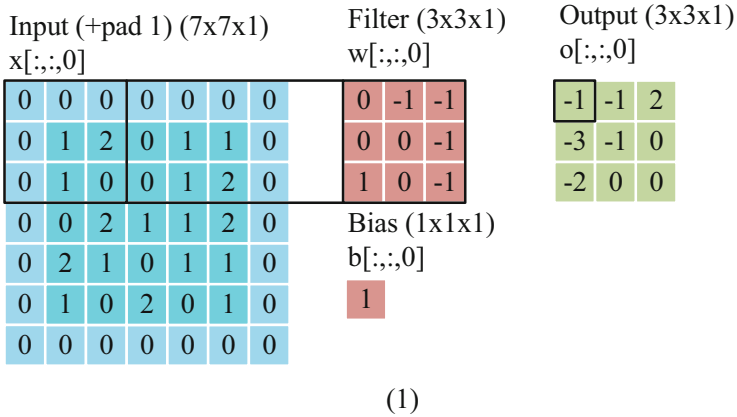 Input (+pad 1) (7x7x1)
x[:,:,0]
0 0 0 0 0 0 0
0 1 2 0 1 1 0
0 1 0 0 1 2 0
0 0 2 1 1 2 0
0 2 1 0 1 1 0
0 1 0 2 0 1 0
0 0 0 0 0 0 0
Filter (3x3x1)
w[:,:,0]
0 -1 -1
0 0 -1
1 0 -1
Bias (1x1x1)
b[:,:,0]
1
Output (3x3x1)
o[:,:,0]
-1 -1 2
-3 -1 0
-2 0 0
(1)